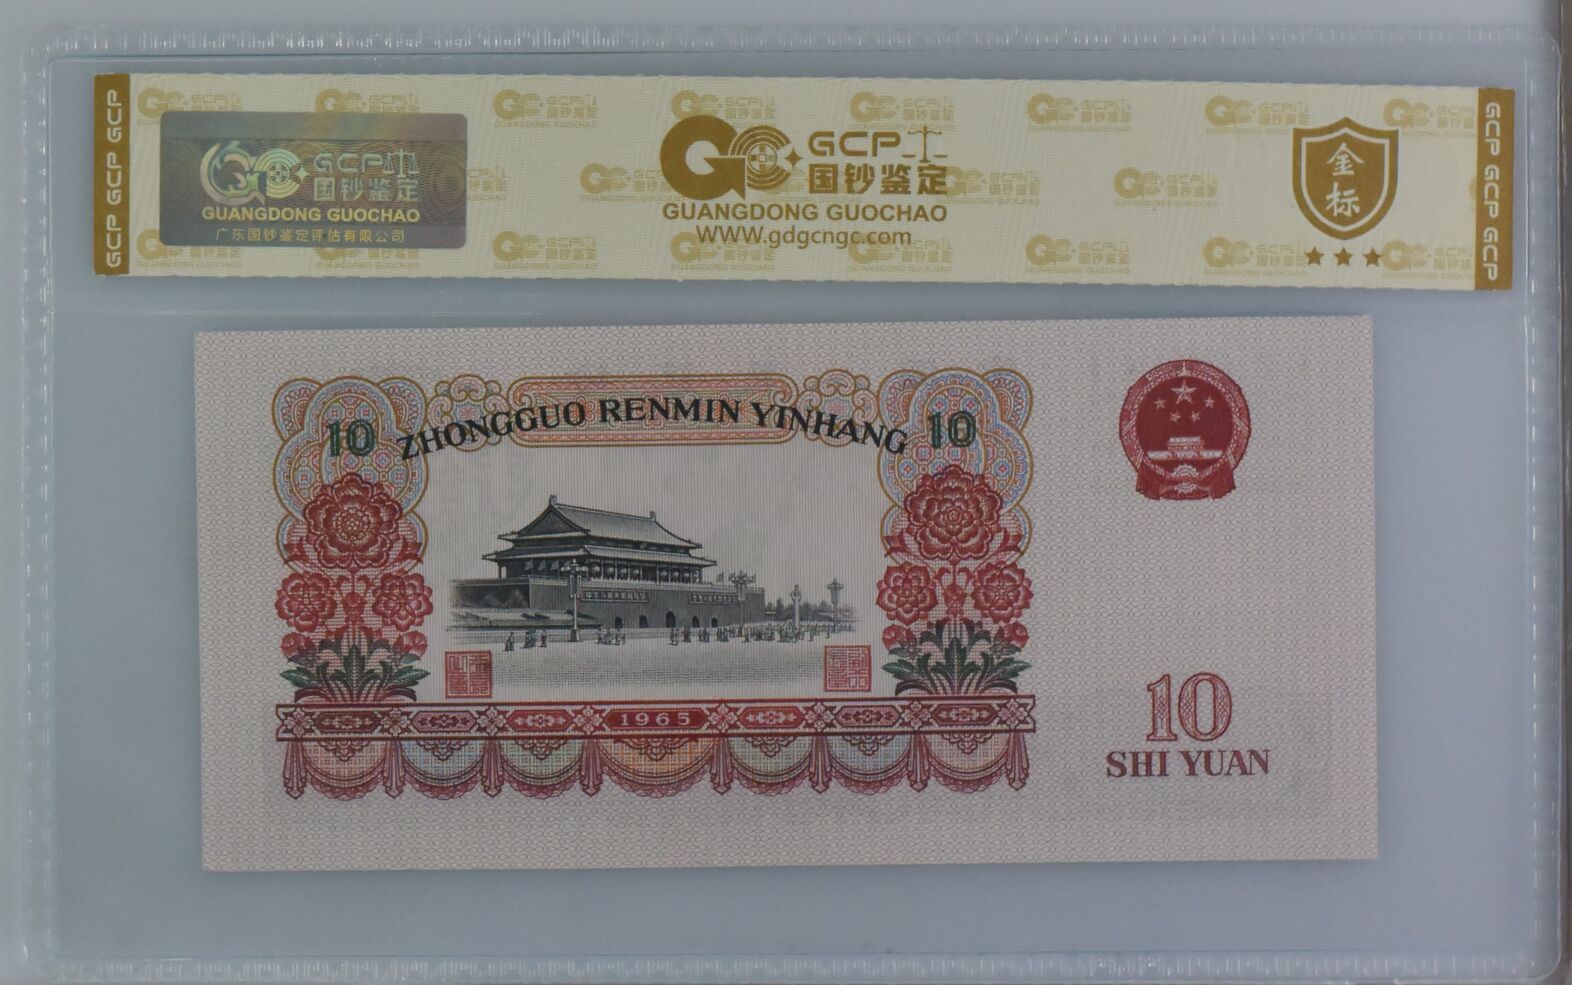 GCP GCP GCP
GCP
国钞鉴定
GUANGDONG GUOCHAO
广东国钞鉴定评估有限公司
GCP
国钞鉴定
GUANGDONG GUOCHAO
www.gdgcngc.com
金标
GCP GCP GCP
10 ZHONGGUO RENMIN YINHANG 10
1965
10
SHI YUAN